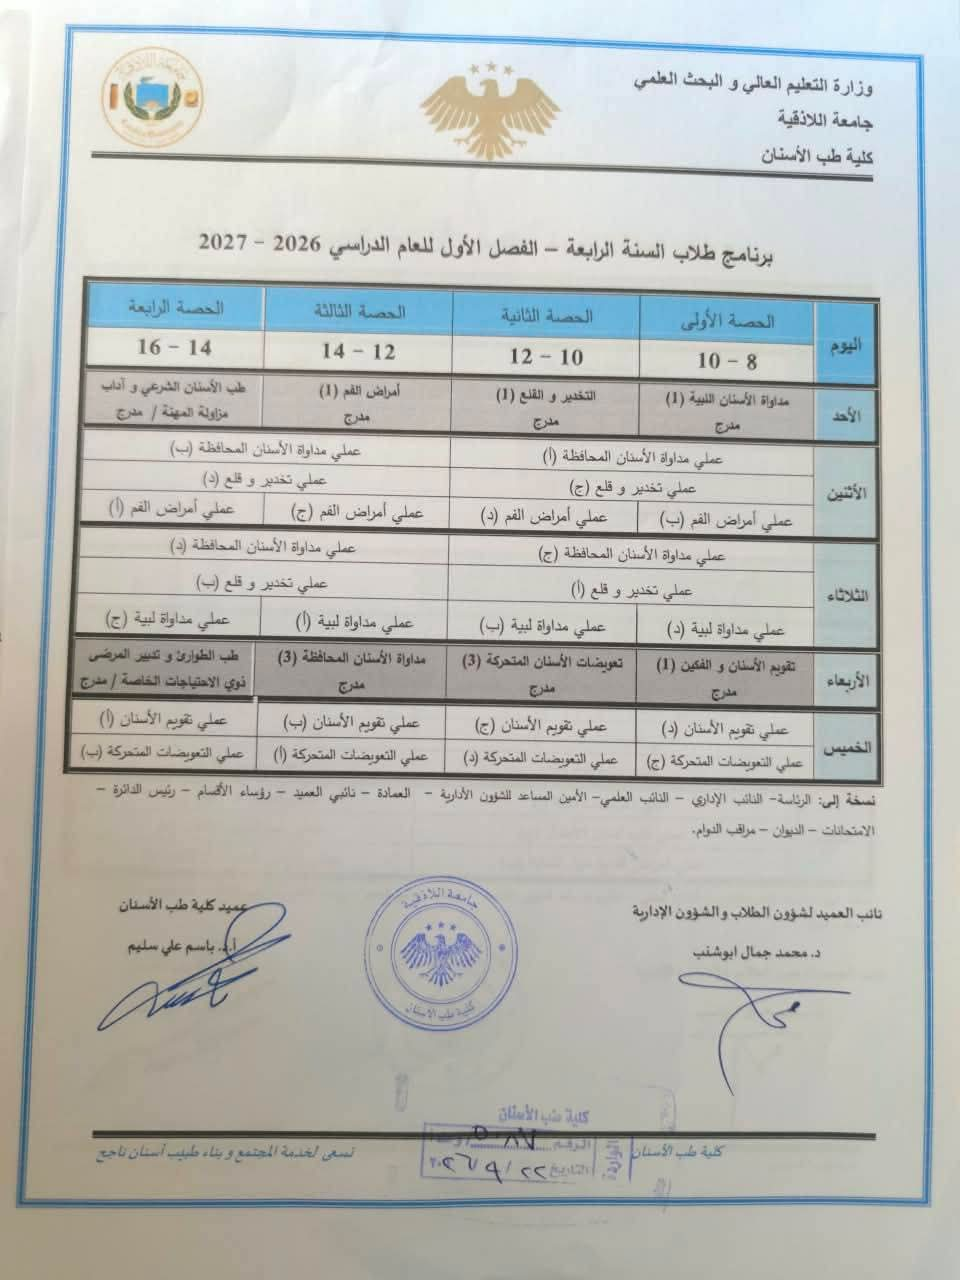 وزارة التعليم العالي و البحث العلمي
جامعة اللاذقية
كلية طب الأسنان
جامعة اللاذقية
برنامج طلاب السنة الرابعة – الفصل الأول للعام الدراسي 2026 – 2027
اليوم
الحصة الأولى
الحصة الثانية
الحصة الثالثة
الحصة الرابعة
8 – 10
10 – 12
12 – 14
14 – 16
الأحد
مداواة الأسنان اللبية (1)
مدرج
التخدير و القلع (1)
مدرج
أمراض الفم (1)
مدرج
طب الأسنان الشرعي و آداب
مزاولة المهنة / مدرج
الأثنين
عملي مداواة الأسنان المحافظة (أ)
عملي مداواة الأسنان المحافظة (ب)
عملي تخدير و قلع (ج)
عملي تخدير و قلع (د)
عملي أمراض الفم (ب)
عملي أمراض الفم (د)
عملي أمراض الفم (ج)
عملي أمراض الفم (أ)
الثلاثاء
عملي مداواة الأسنان المحافظة (ج)
عملي مداواة الأسنان المحافظة (د)
عملي تخدير و قلع (أ)
عملي تخدير و قلع (ب)
عملي مداواة لبية (د)
عملي مداواة لبية (ب)
عملي مداواة لبية (أ)
عملي مداواة لبية (ج)
الأربعاء
تقويم الأسنان و الفكين (1)
مدرج
تعويضات الأسنان المتحركة (3)
مدرج
مداواة الأسنان المحافظة (3)
مدرج
طب الطوارئ و تدبير المرضى
ذوي الاحتياجات الخاصة / مدرج
الخميس
عملي تقويم الأسنان (د)
عملي تقويم الأسنان (ج)
عملي تقويم الأسنان (ب)
عملي تقويم الأسنان (أ)
عملي التعويضات المتحركة (ج)
عملي التعويضات المتحركة (د)
عملي التعويضات المتحركة (أ)
عملي التعويضات المتحركة (ب)
نسخة إلى: الرئاسة- النائب الإداري – النائب العلمي– الأمين المساعد للشؤون الأدارية – العمادة – نائبي العميد – رؤساء الأقسام – رئيس الدائرة –
الامتحانات – الديوان – مراقب الدوام.
نائب العميد لشؤون الطلاب والشؤون الإدارية
د. محمد جمال ابوشنب
عميد كلية طب الأسنان
أ.د. باسم علي سليم
جامعة اللاذقية
كلية طب الأسنان
كلية طب الأسنان
الواردة
الرقم
التاريخ ٢٢ / ٩ / ٢٠٢٦
كلية طب الأسنان
نسعى لخدمة المجتمع و بناء طبيب أسنان ناجح